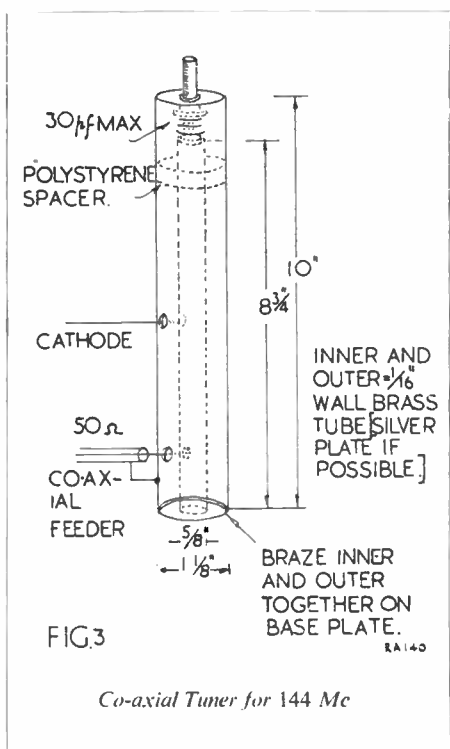 30pf MAX
POLYSTYRENE
SPACER.
10"
8 3/4"
CATHODE
INNER AND
OUTER=1/16"
WALL BRASS
TUBE[SILVER
PLATE IF
POSSIBLE.]
50Ω
CO-AX-
IAL
FEEDER
5/8"
1 1/8"
BRAZE INNER
AND OUTER
TOGETHER ON
BASE PLATE.
FIG.3
RA140
Co-axial Tuner for 144 Mc